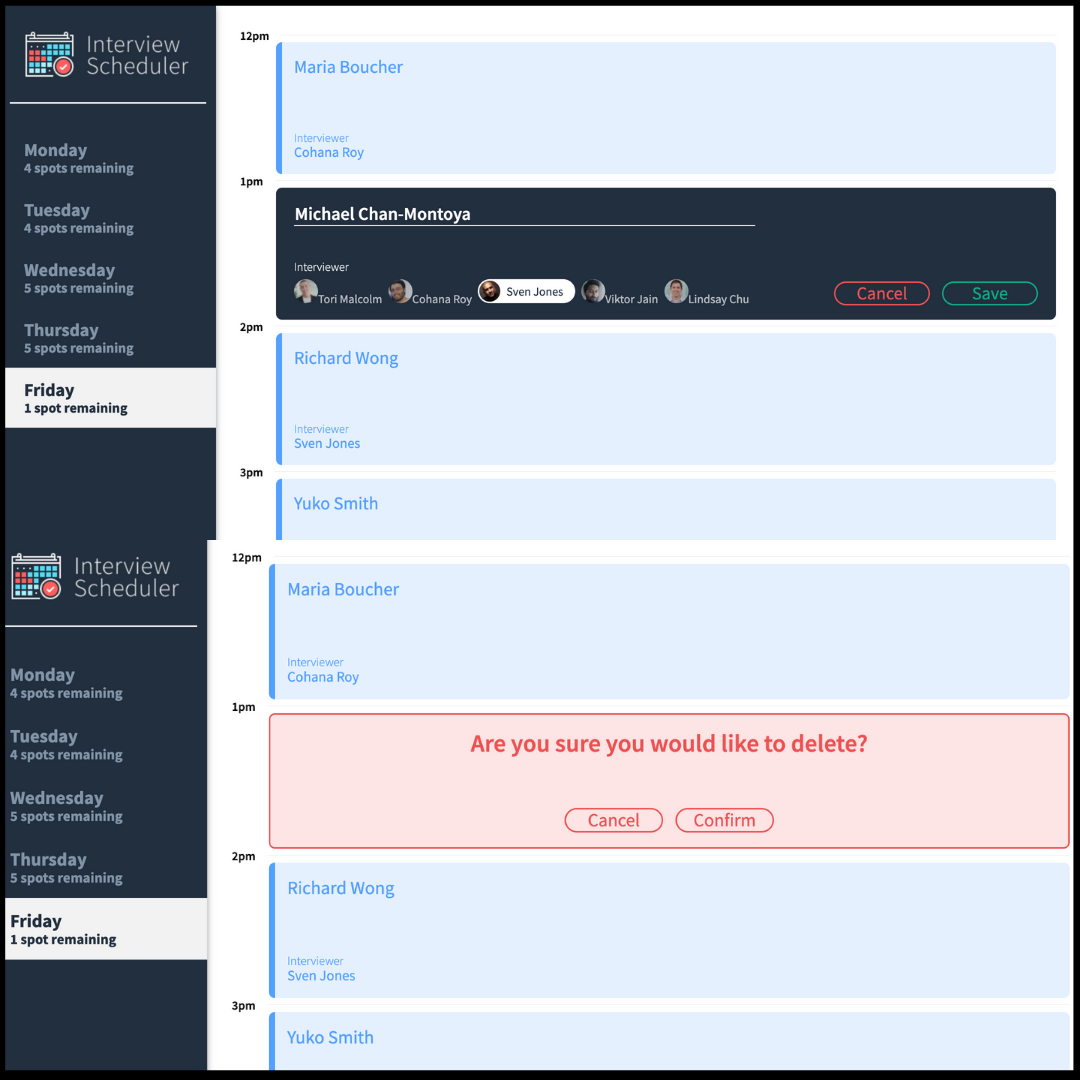 Interview
Scheduler
Monday
4 spots remaining
Tuesday
4 spots remaining
Wednesday
5 spots remaining
Thursday
5 spots remaining
Friday
1 spot remaining
12pm
Maria Boucher
Interviewer
Cohana Roy
1pm
Michael Chan-Montoya
Interviewer
Tori Malcolm Cohana Roy Sven Jones Viktor Jain Lindsay Chu Cancel Save
2pm
Richard Wong
Interviewer
Sven Jones
3pm
Yuko Smith
Interview
Scheduler
Monday
4 spots remaining
Tuesday
4 spots remaining
Wednesday
5 spots remaining
Thursday
5 spots remaining
Friday
1 spot remaining
12pm
Maria Boucher
Interviewer
Cohana Roy
1pm
Are you sure you would like to delete?
Cancel Confirm
2pm
Richard Wong
Interviewer
Sven Jones
3pm
Yuko Smith